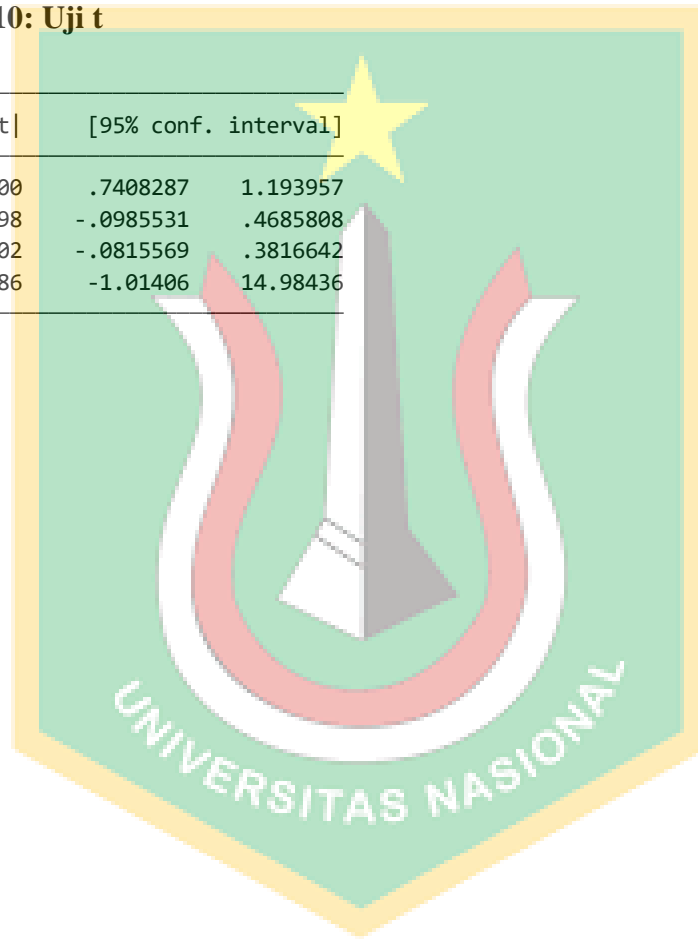 10: Uji t
t| [95% conf. interval]
00 .7408287 1.193957
98 -.0985531 .4685808
02 -.0815569 .3816642
86 -1.01406 14.98436
UNIVERSITAS NASIONAL